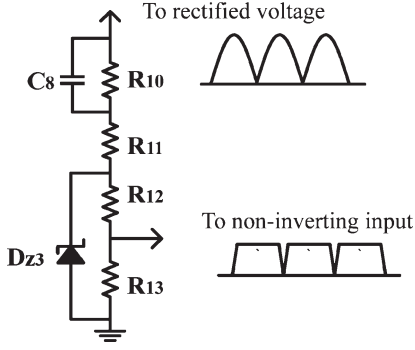 To rectified voltage
C8
R10
R11
R12
To non-inverting input
Dz3
R13